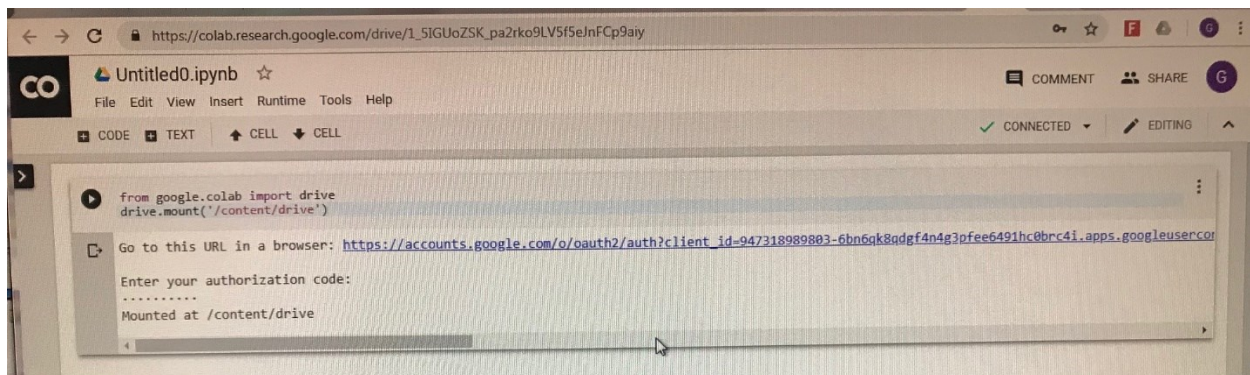 https://colab.research.google.com/drive/1_5IGUoZSK_pa2rko9LV5f5eJnFCp9aiy
F
G
CO
Untitled0.ipynb
COMMENT
SHARE
G
File Edit View Insert Runtime Tools Help
CODE TEXT CELL CELL
CONNECTED
EDITING
from google.colab import drive
drive.mount('/content/drive')
Go to this URL in a browser: https://accounts.google.com/o/oauth2/auth?client_id=947318989803-6bn6qk8qdgf4n4g3pfee6491hc0brc4i.apps.googleusercon
Enter your authorization code:
..........
Mounted at /content/drive